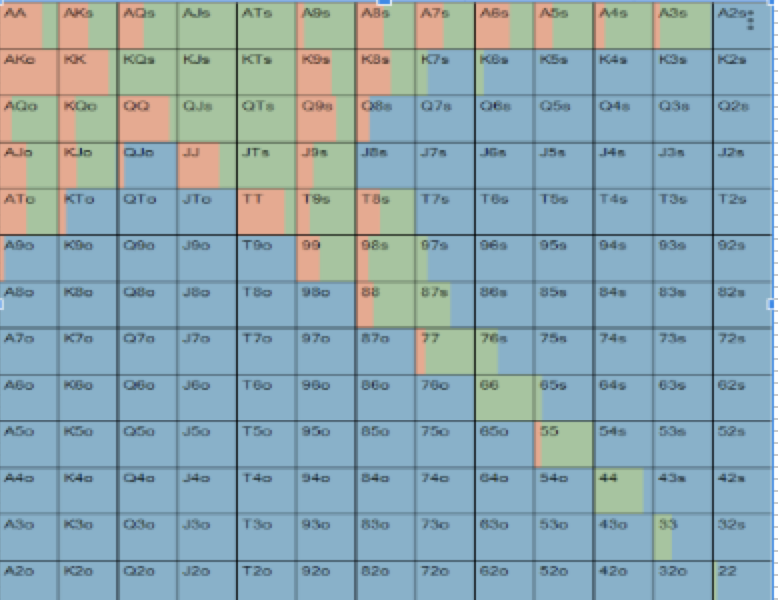 AA AKs AQs AJs ATs A9s A8s A7s A6s A5s A4s A3s A2s
AKo KK KQs KJs KTs K9s K8s K7s K6s K5s K4s K3s K2s
AQo KQo QQ QJs QTs Q9s Q8s Q7s Q6s Q5s Q4s Q3s Q2s
AJo KJo QJo JJ JTs J9s J8s J7s J6s J5s J4s J3s J2s
ATo KTo QTo JTo TT T9s T8s T7s T6s T5s T4s T3s T2s
A9o K9o Q9o J9o T9o 99 98s 97s 96s 95s 94s 93s 92s
A8o K8o Q8o J8o T8o 98o 88 87s 86s 85s 84s 83s 82s
A7o K7o Q7o J7o T7o 97o 87o 77 76s 75s 74s 73s 72s
A6o K6o Q6o J6o T6o 96o 86o 76o 66 65s 64s 63s 62s
A5o K5o Q5o J5o T5o 95o 85o 75o 65o 55 54s 53s 52s
A4o K4o Q4o J4o T4o 94o 84o 74o 64o 54o 44 43s 42s
A3o K3o Q3o J3o T3o 93o 83o 73o 63o 53o 43o 33 32s
A2o K2o Q2o J2o T2o 92o 82o 72o 62o 52o 42o 32o 22